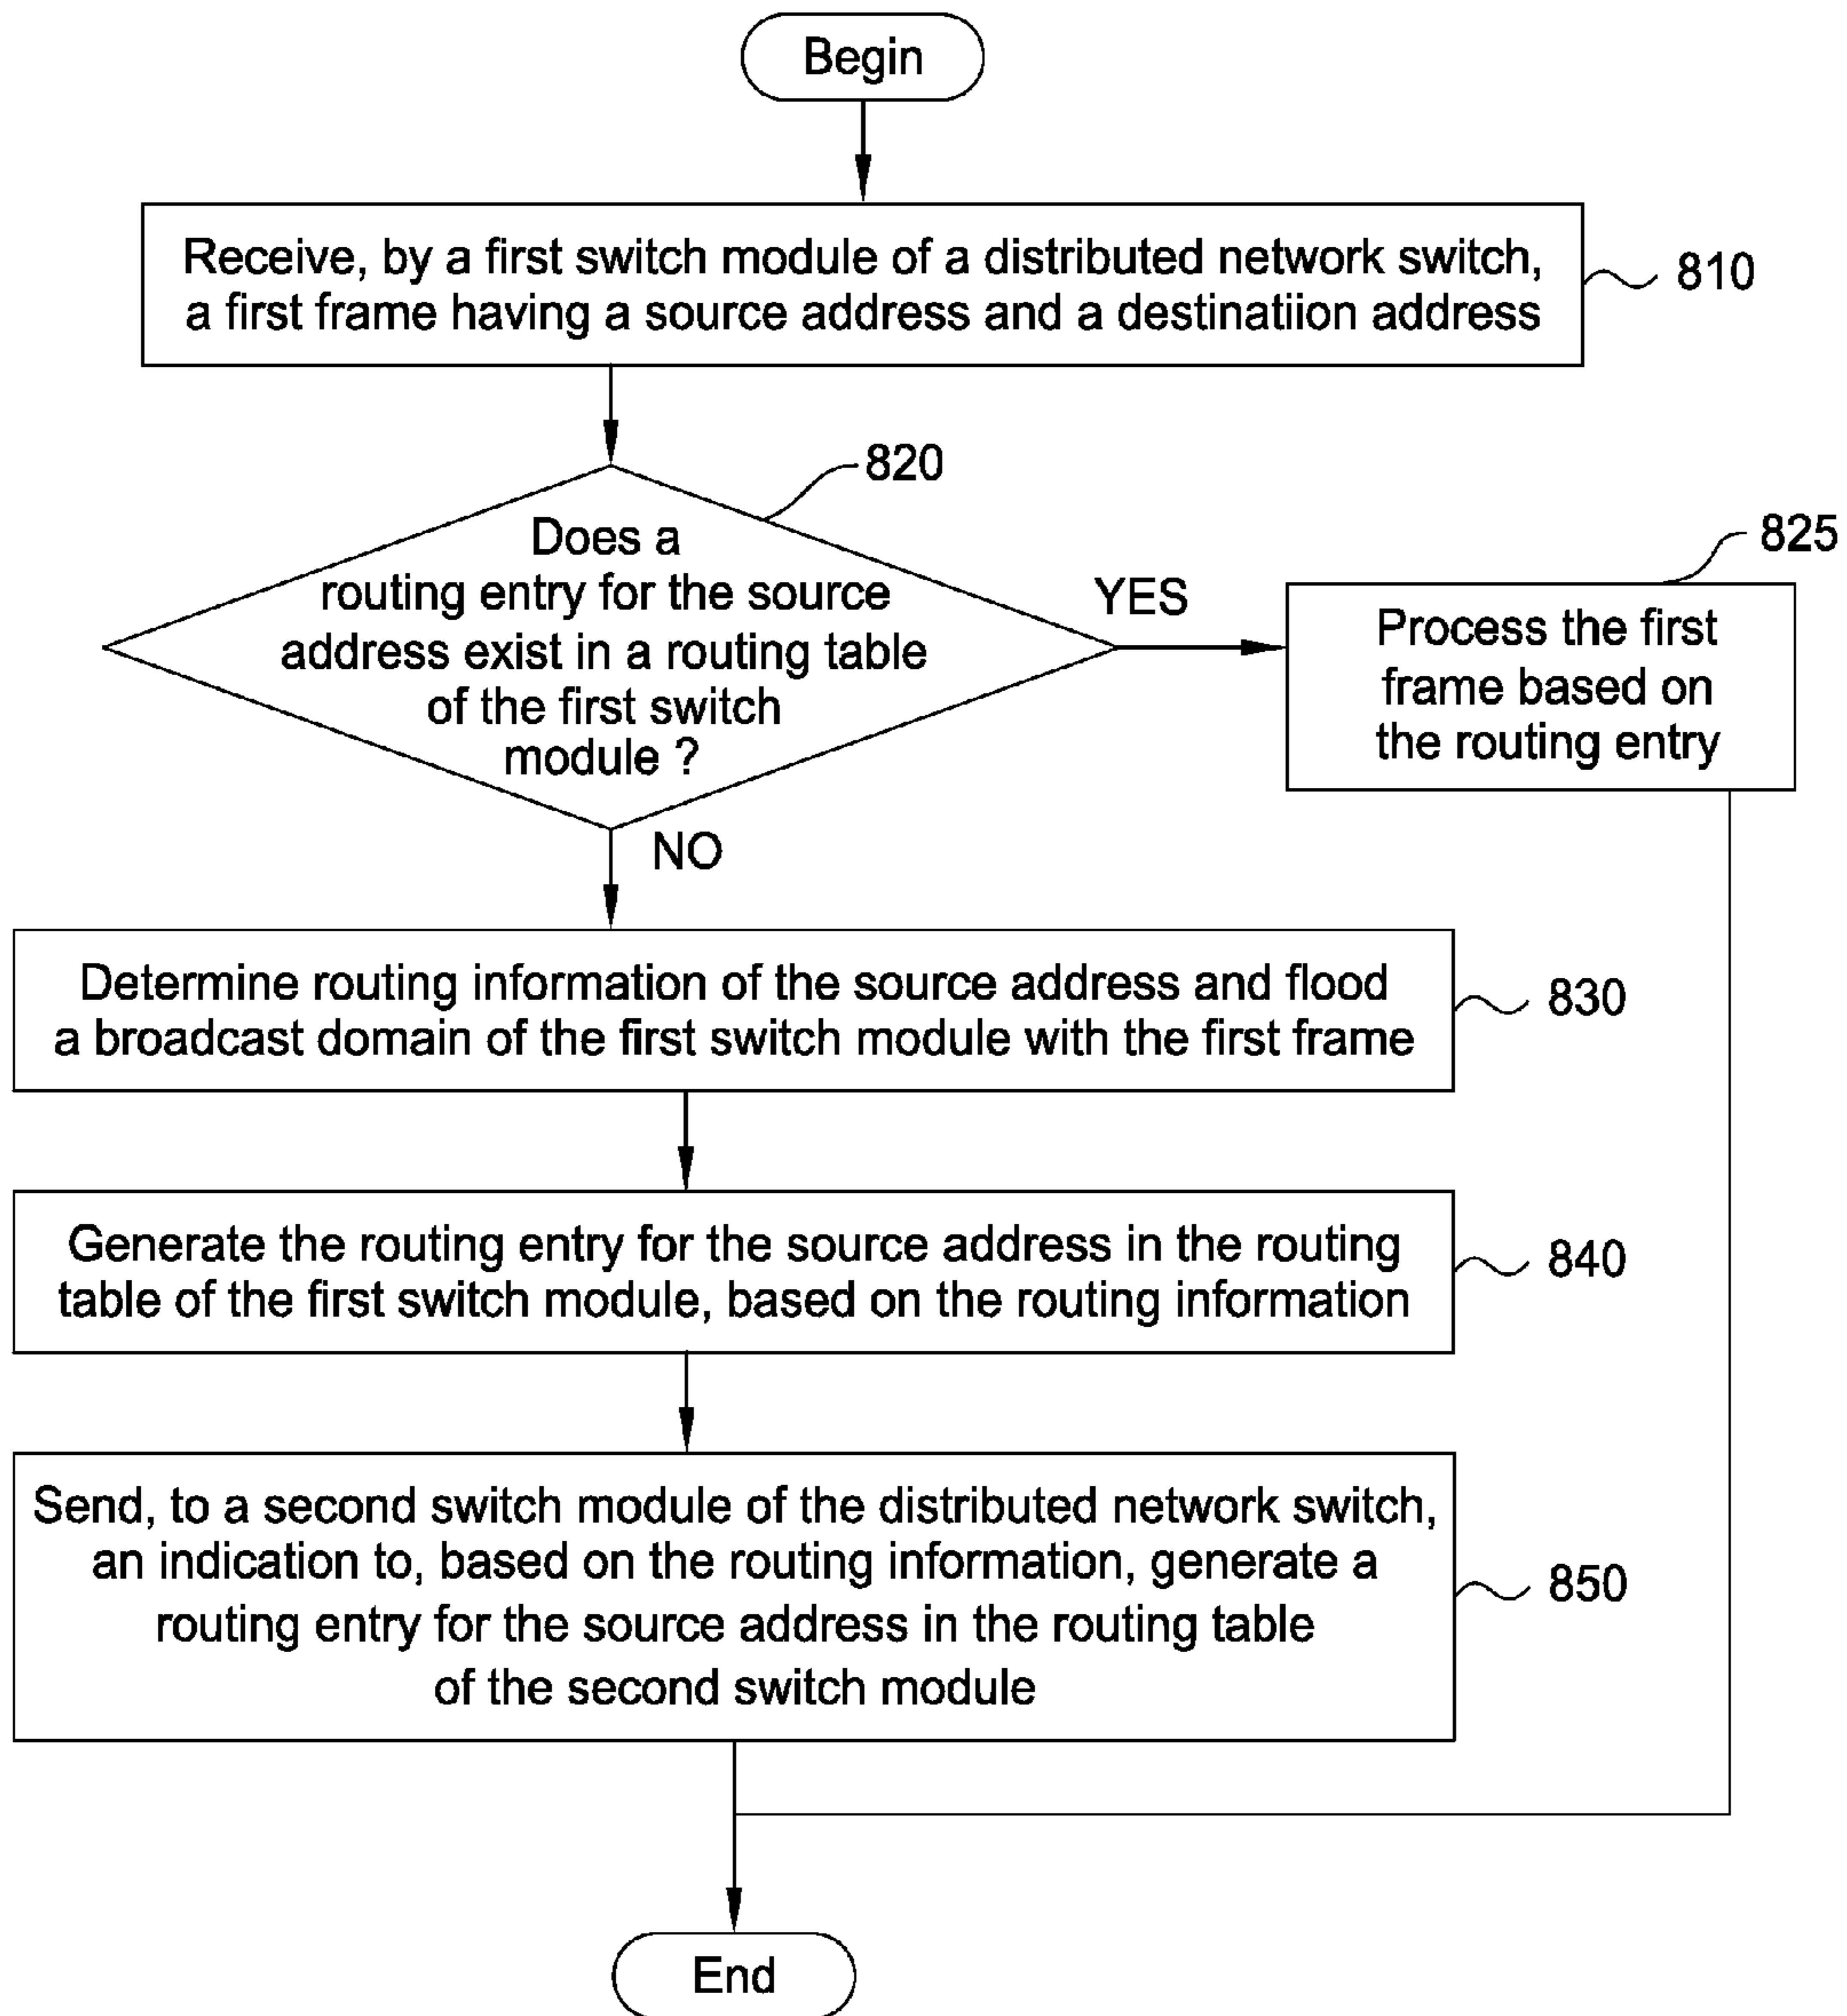 Begin
Receive, by a first switch module of a distributed network switch,
a first frame having a source address and a destinatiion address
810
820
Does a
routing entry for the source
address exist in a routing table
of the first switch
module ?
YES
825
Process the first
frame based on
the routing entry
NO
Determine routing information of the source address and flood
a broadcast domain of the first switch module with the first frame
830
Generate the routing entry for the source address in the routing
table of the first switch module, based on the routing information
840
Send, to a second switch module of the distributed network switch,
an indication to, based on the routing information, generate a
routing entry for the source address in the routing table
of the second switch module
850
End